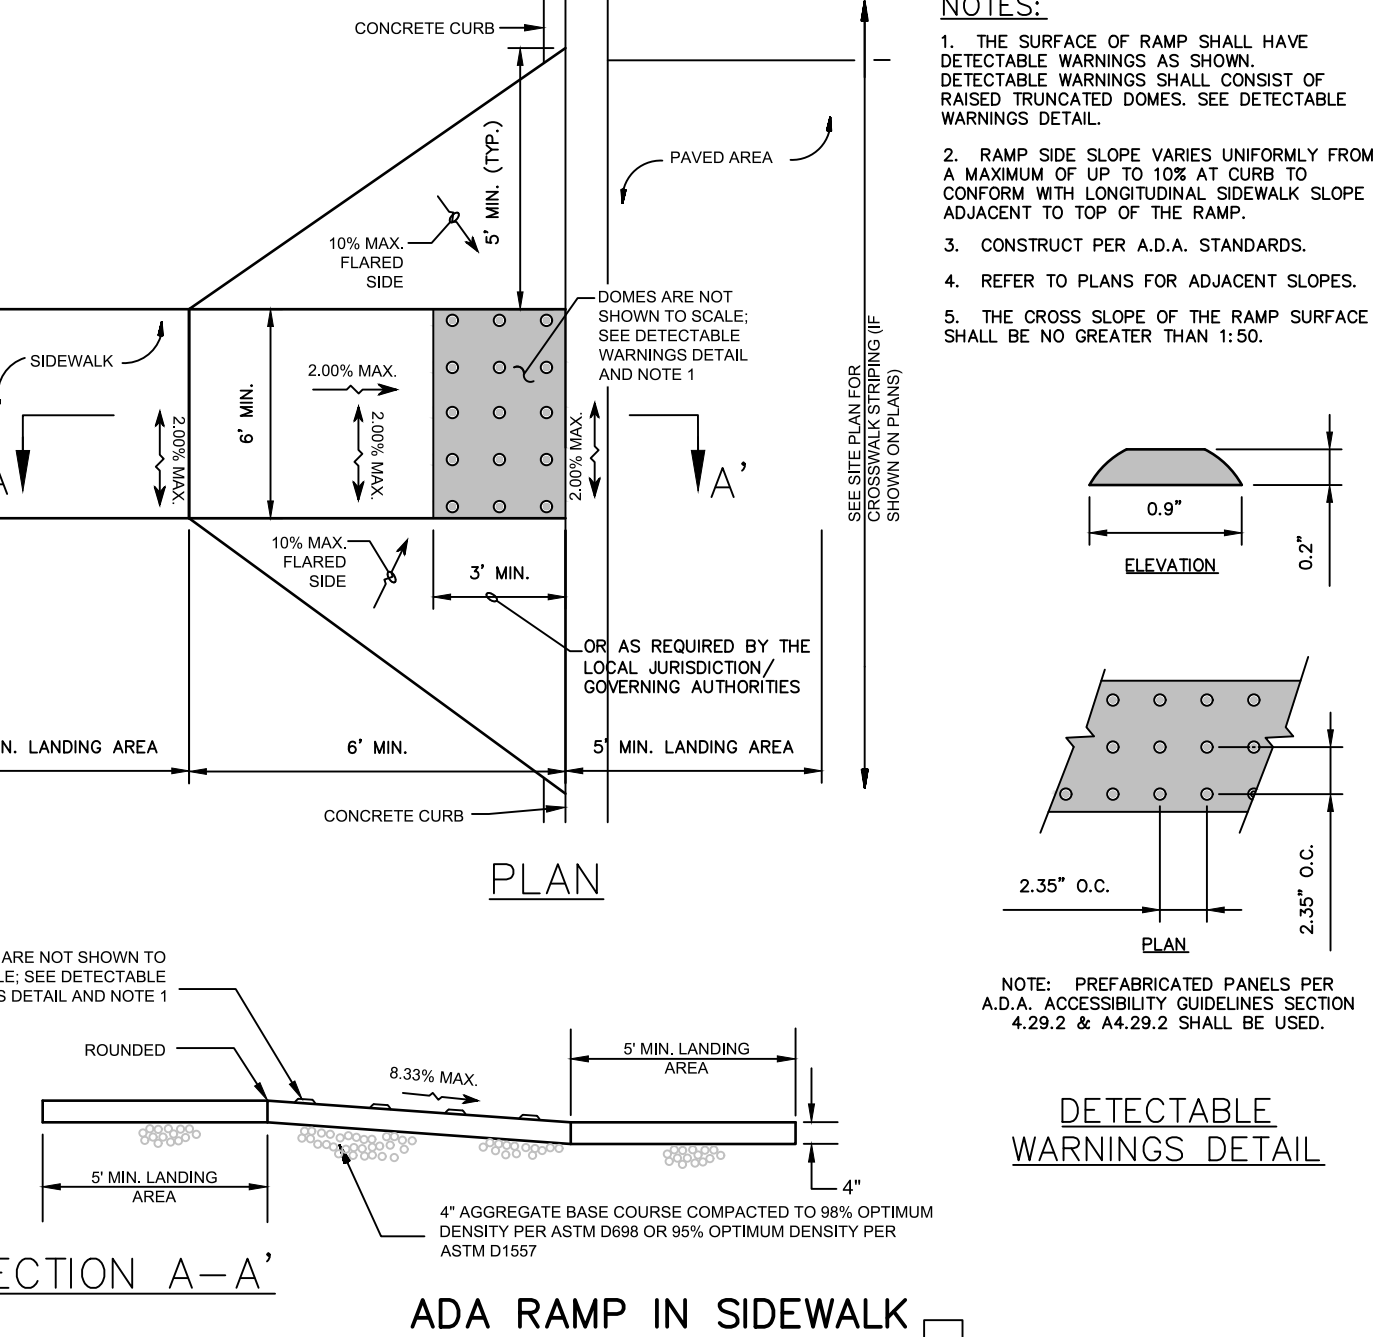 CONCRETE CURB
5' MIN. (TYP.)
PAVED AREA
10% MAX.
FLARED
SIDE
DOMES ARE NOT
SHOWN TO SCALE;
SEE DETECTABLE
WARNINGS DETAIL
AND NOTE 1
SIDEWALK
2.00% MAX.
6' MIN.
2.00% MAX.
2.00% MAX.
2.00% MAX.
A'
SEE SITE PLAN FOR
CROSSWALK STRIPING (IF
SHOWN ON PLANS)
10% MAX.
FLARED
SIDE
3' MIN.
OR AS REQUIRED BY THE
LOCAL JURISDICTION/
GOVERNING AUTHORITIES
N. LANDING AREA
6' MIN.
5' MIN. LANDING AREA
CONCRETE CURB
PLAN
NOTES:
1. THE SURFACE OF RAMP SHALL HAVE
DETECTABLE WARNINGS AS SHOWN.
DETECTABLE WARNINGS SHALL CONSIST OF
RAISED TRUNCATED DOMES. SEE DETECTABLE
WARNINGS DETAIL.
2. RAMP SIDE SLOPE VARIES UNIFORMLY FROM
A MAXIMUM OF UP TO 10% AT CURB TO
CONFORM WITH LONGITUDINAL SIDEWALK SLOPE
ADJACENT TO TOP OF THE RAMP.
3. CONSTRUCT PER A.D.A. STANDARDS.
4. REFER TO PLANS FOR ADJACENT SLOPES.
5. THE CROSS SLOPE OF THE RAMP SURFACE
SHALL BE NO GREATER THAN 1:50.
0.9"
0.2"
ELEVATION
2.35" O.C.
2.35" O.C.
PLAN
NOTE: PREFABRICATED PANELS PER
A.D.A. ACCESSIBILITY GUIDELINES SECTION
4.29.2 & A4.29.2 SHALL BE USED.
DETECTABLE
WARNINGS DETAIL
ARE NOT SHOWN TO
LE; SEE DETECTABLE
S DETAIL AND NOTE 1
ROUNDED
8.33% MAX.
5' MIN. LANDING
AREA
5' MIN. LANDING
AREA
4"
4" AGGREGATE BASE COURSE COMPACTED TO 98% OPTIMUM
DENSITY PER ASTM D698 OR 95% OPTIMUM DENSITY PER
ASTM D1557
ECTION A-A'
ADA RAMP IN SIDEWALK